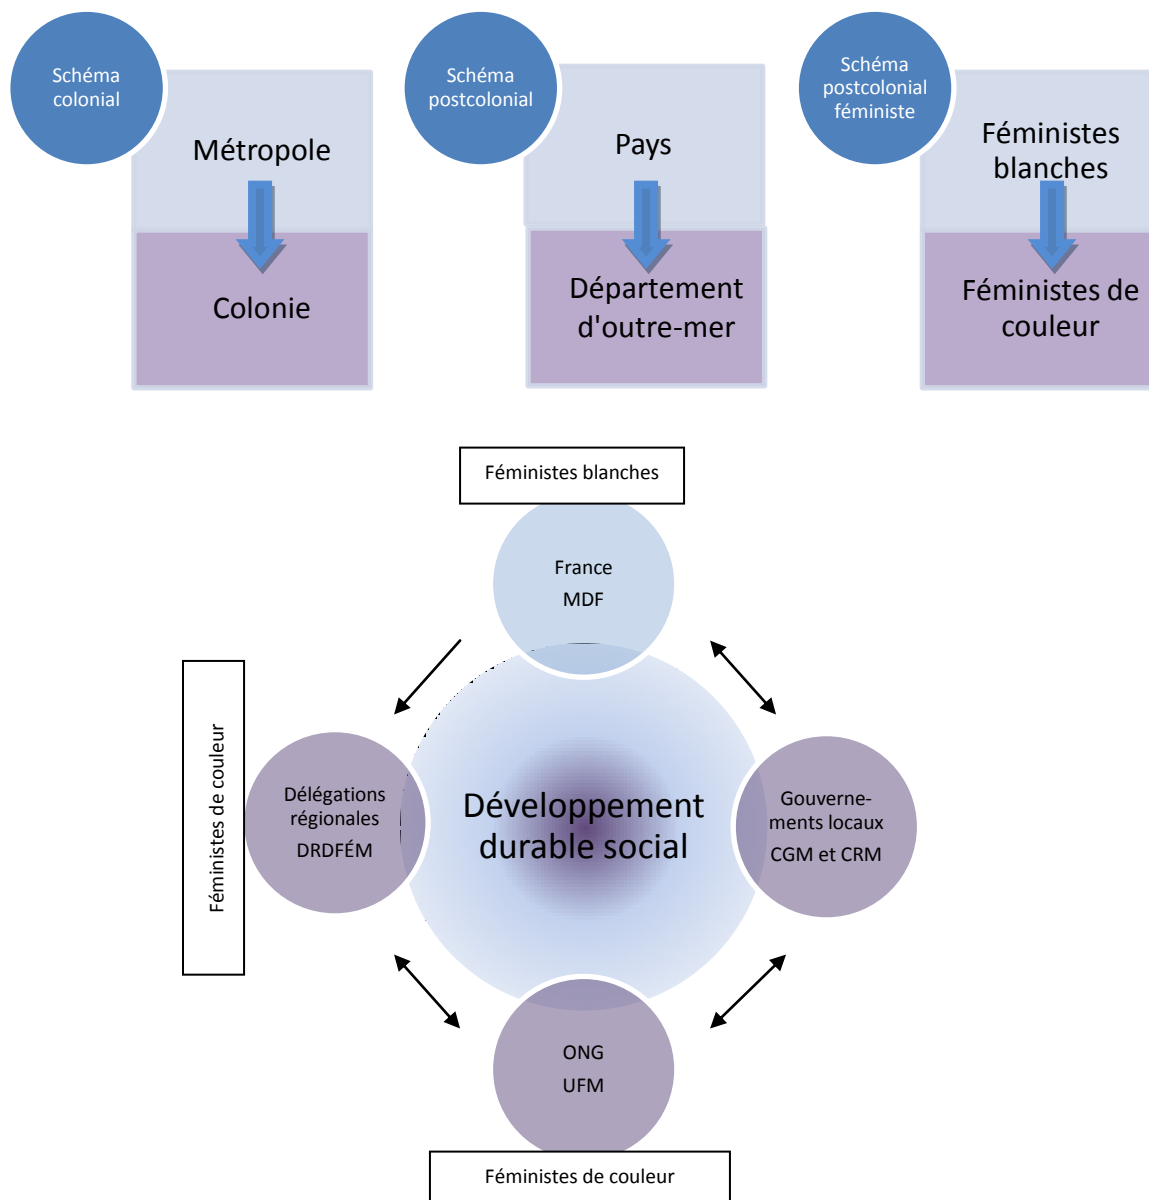 Schéma
colonial
Métropole
Colonie
Schéma
postcolonial
Pays
Département
d'outre-mer
Schéma
postcolonial
féministe
Féministes
blanches
Féministes de
couleur
Féministes blanches
France
MDF
Féministes de couleur
Délégations
régionales
DRDFÉM
Développement
durable social
Gouverne-
ments locaux
CGM et CRM
ONG
UFM
Féministes de couleur